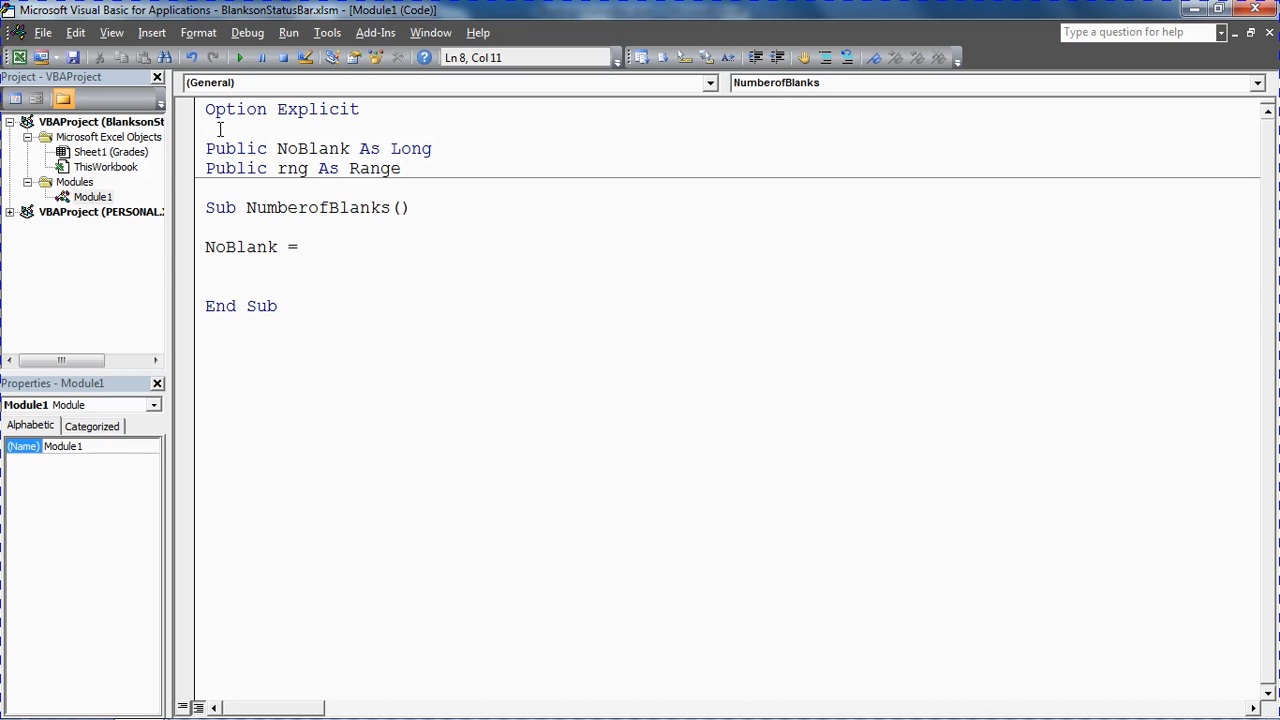 Microsoft Visual Basic for Applications - BlanksonStatusBar.xlsm - [Module1 (Code)]
File Edit View Insert Format Debug Run Tools Add-Ins Window Help
Type a question for help
Ln 8, Col 11
Project - VBAProject
(General)
NumberofBlanks
VBAProject (BlanksonSt
Microsoft Excel Objects
Sheet1 (Grades)
ThisWorkbook
Modules
Module1
VBAProject (PERSONAL.X
Option Explicit
Public NoBlank As Long
Public rng As Range
Sub NumberofBlanks()
NoBlank =
End Sub
Properties - Module1
Module1 Module
Alphabetic Categorized
(Name) Module1